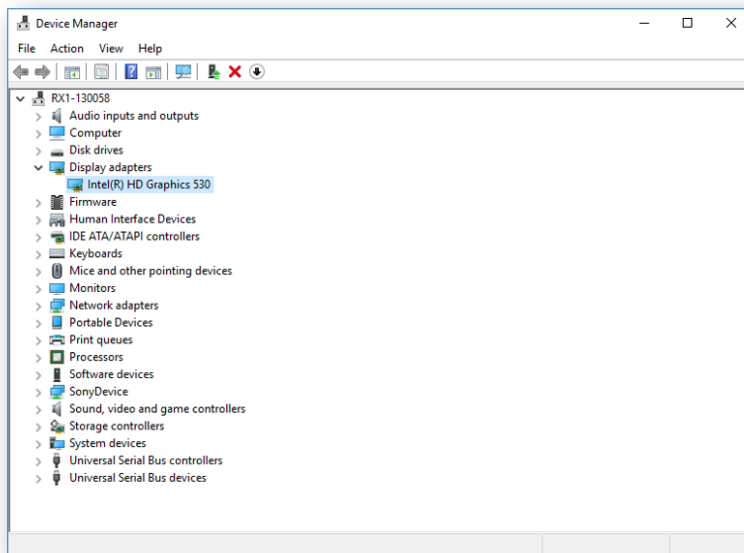 Device Manager
File Action View Help
RX1-130058
Audio inputs and outputs
Computer
Disk drives
Display adapters
Intel(R) HD Graphics 530
Firmware
Human Interface Devices
IDE ATA/ATAPI controllers
Keyboards
Mice and other pointing devices
Monitors
Network adapters
Portable Devices
Print queues
Processors
Software devices
SonyDevice
Sound, video and game controllers
Storage controllers
System devices
Universal Serial Bus controllers
Universal Serial Bus devices